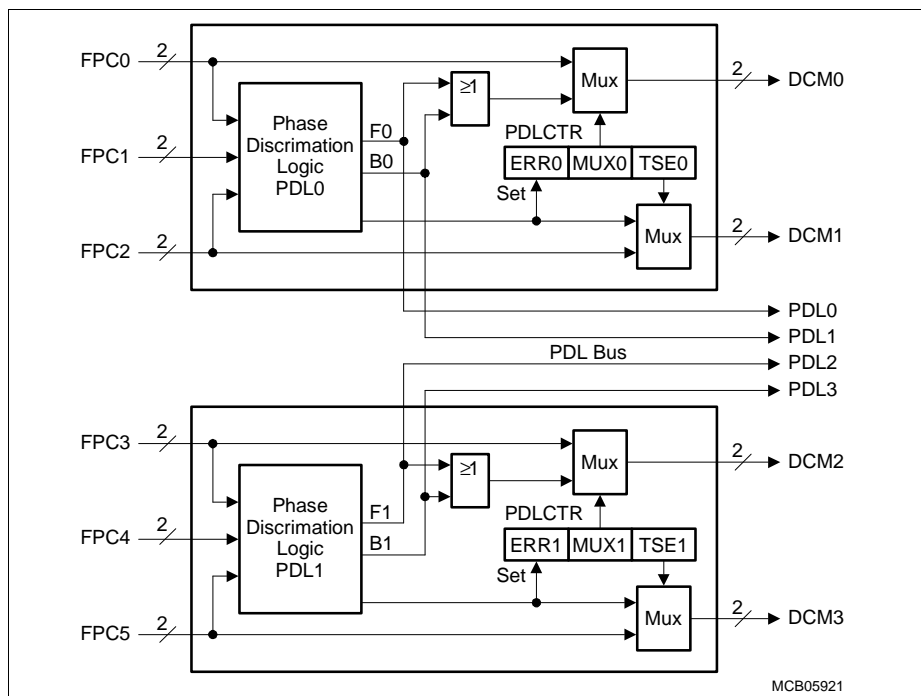 FPC0
2
FPC1
2
FPC2
2
Phase
Discrimation
Logic
PDL0
F0
B0
≥1
Mux
2
DCM0
PDLCTR
ERR0 MUX0 TSE0
Set
Mux
2
DCM1
PDL0
PDL1
PDL Bus
PDL2
PDL3
FPC3
2
FPC4
2
FPC5
2
Phase
Discrimation
Logic
PDL1
F1
B1
≥1
Mux
2
DCM2
PDLCTR
ERR1 MUX1 TSE1
Set
Mux
2
DCM3
MCB05921